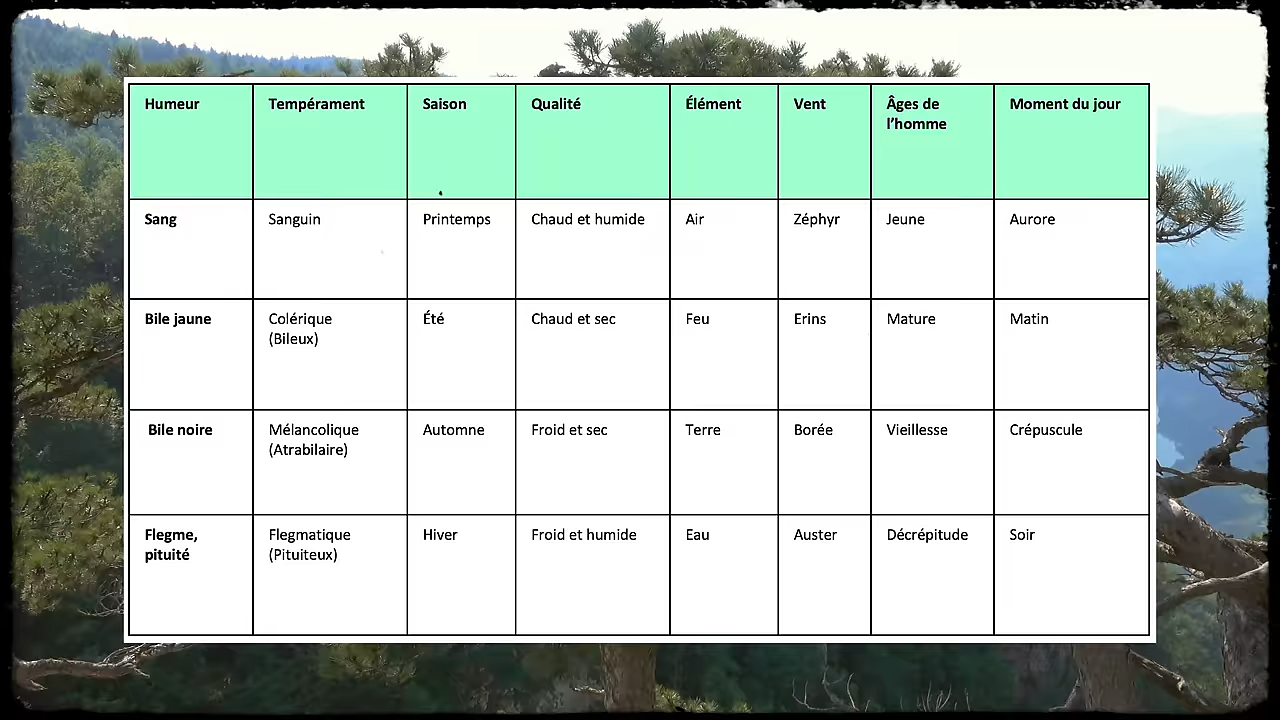 Humeur Tempérament Saison Qualité Élément Vent Âges de Moment du jour
l’homme
Sang Sanguin Printemps Chaud et humide Air Zéphyr Jeune Aurore
Bile jaune Colérique Été Chaud et sec Feu Erins Mature Matin
(Bileux)
Bile noire Mélancolique Automne Froid et sec Terre Borée Vieillesse Crépuscule
(Atrabilaire)
Flegme, Flegmatique Hiver Froid et humide Eau Auster Décrépitude Soir
pituité (Pituiteux)